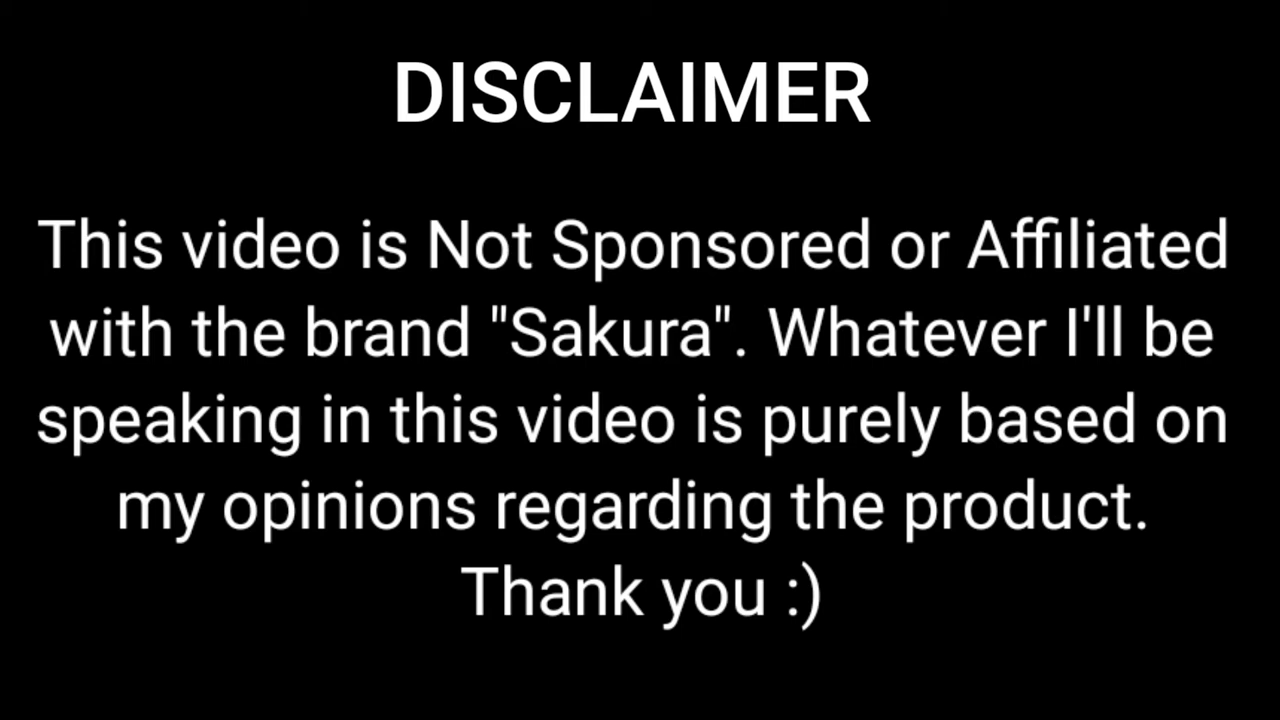 DISCLAIMER
This video is Not Sponsored or Affiliated
with the brand "Sakura". Whatever I'll be
speaking in this video is purely based on
my opinions regarding the product.
Thank you :)